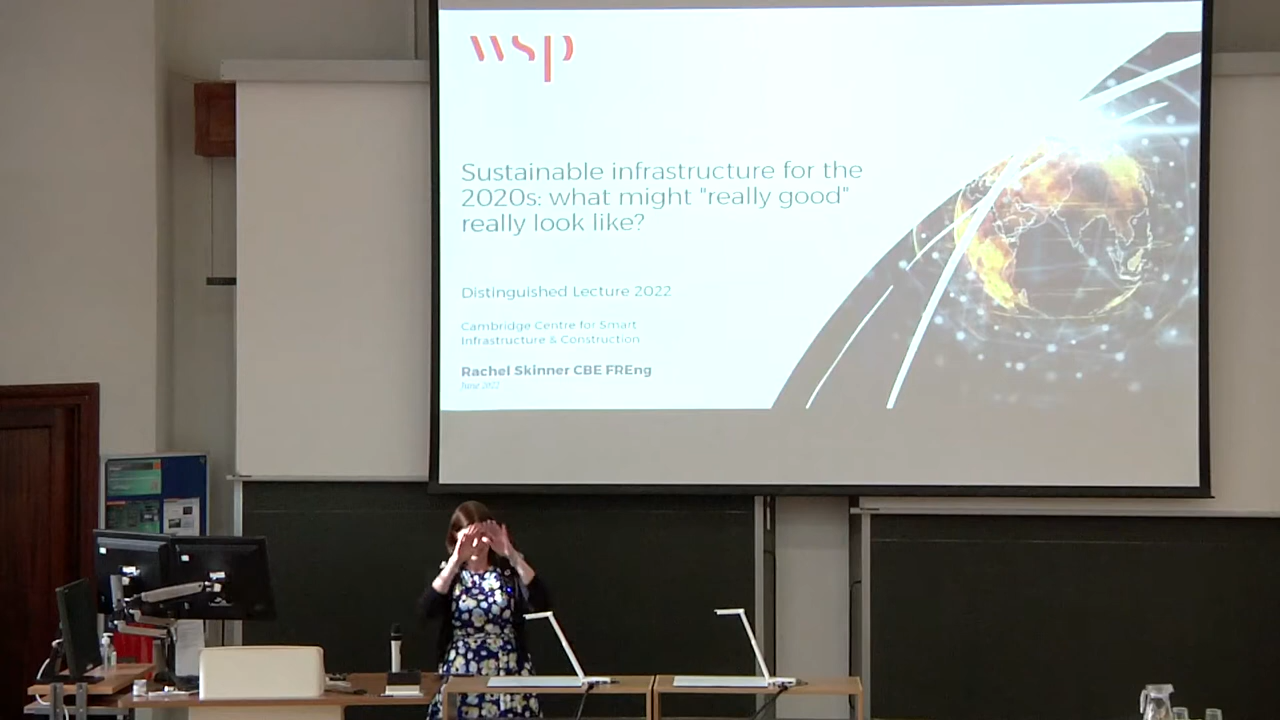 wsp
Sustainable infrastructure for the
2020s: what might "really good"
really look like?
Distinguished Lecture 2022
Cambridge Centre for Smart
Infrastructure & Construction
Rachel Skinner CBE FREng
June 2022